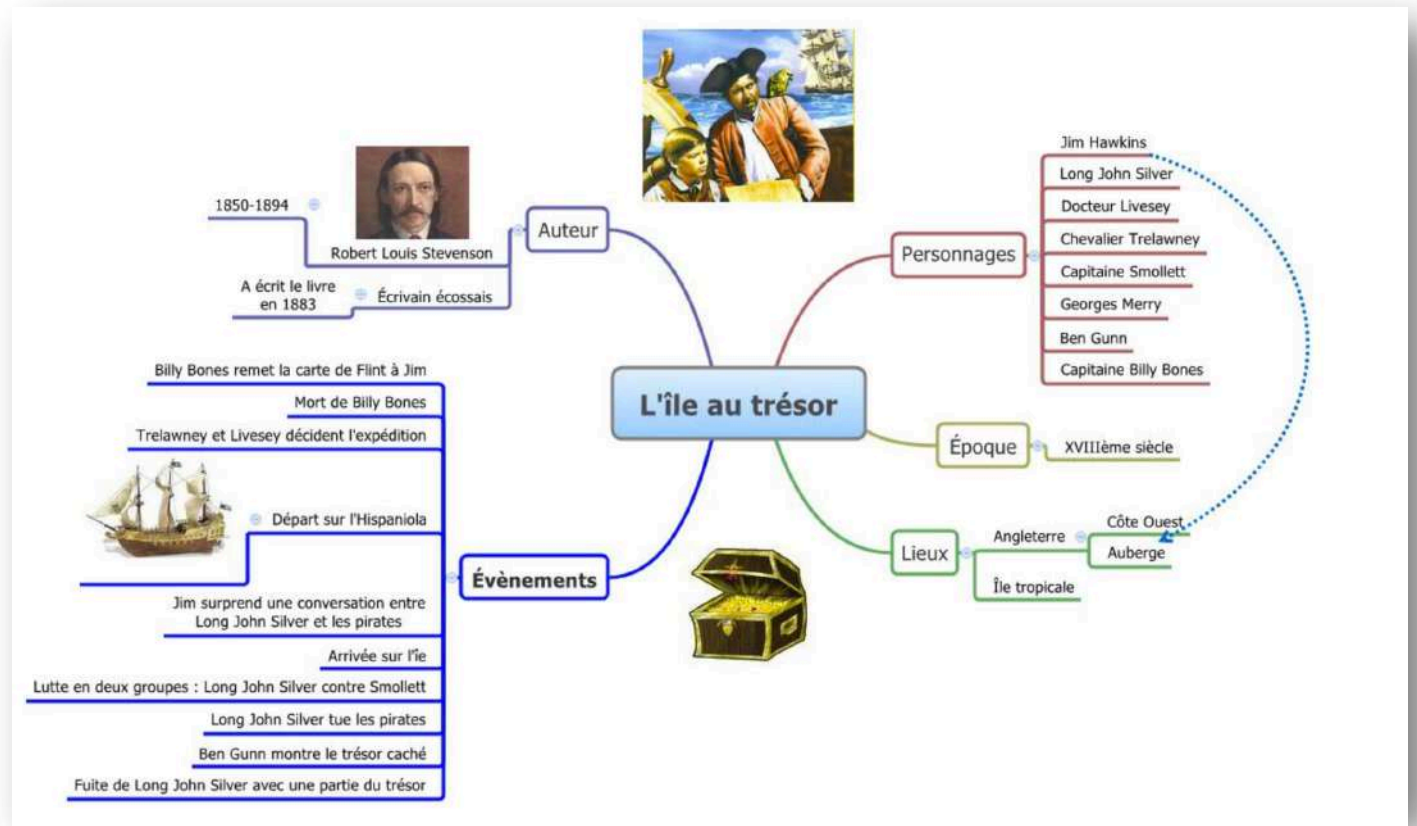 L'île au trésor
Auteur
Robert Louis Stevenson
1850-1894
Écrivain écossais
A écrit le livre
en 1883
Personnages
Jim Hawkins
Long John Silver
Docteur Livesey
Chevalier Trelawney
Capitaine Smollett
Georges Merry
Ben Gunn
Capitaine Billy Bones
Époque
XVIIIème siècle
Lieux
Angleterre
Côte Ouest
Auberge
Île tropicale
Évènements
Billy Bones remet la carte de Flint à Jim
Mort de Billy Bones
Trelawney et Livesey décident l'expédition
Départ sur l'Hispaniola
Jim surprend une conversation entre
Long John Silver et les pirates
Arrivée sur l'îe
Lutte en deux groupes : Long John Silver contre Smollett
Long John Silver tue les pirates
Ben Gunn montre le trésor caché
Fuite de Long John Silver avec une partie du trésor